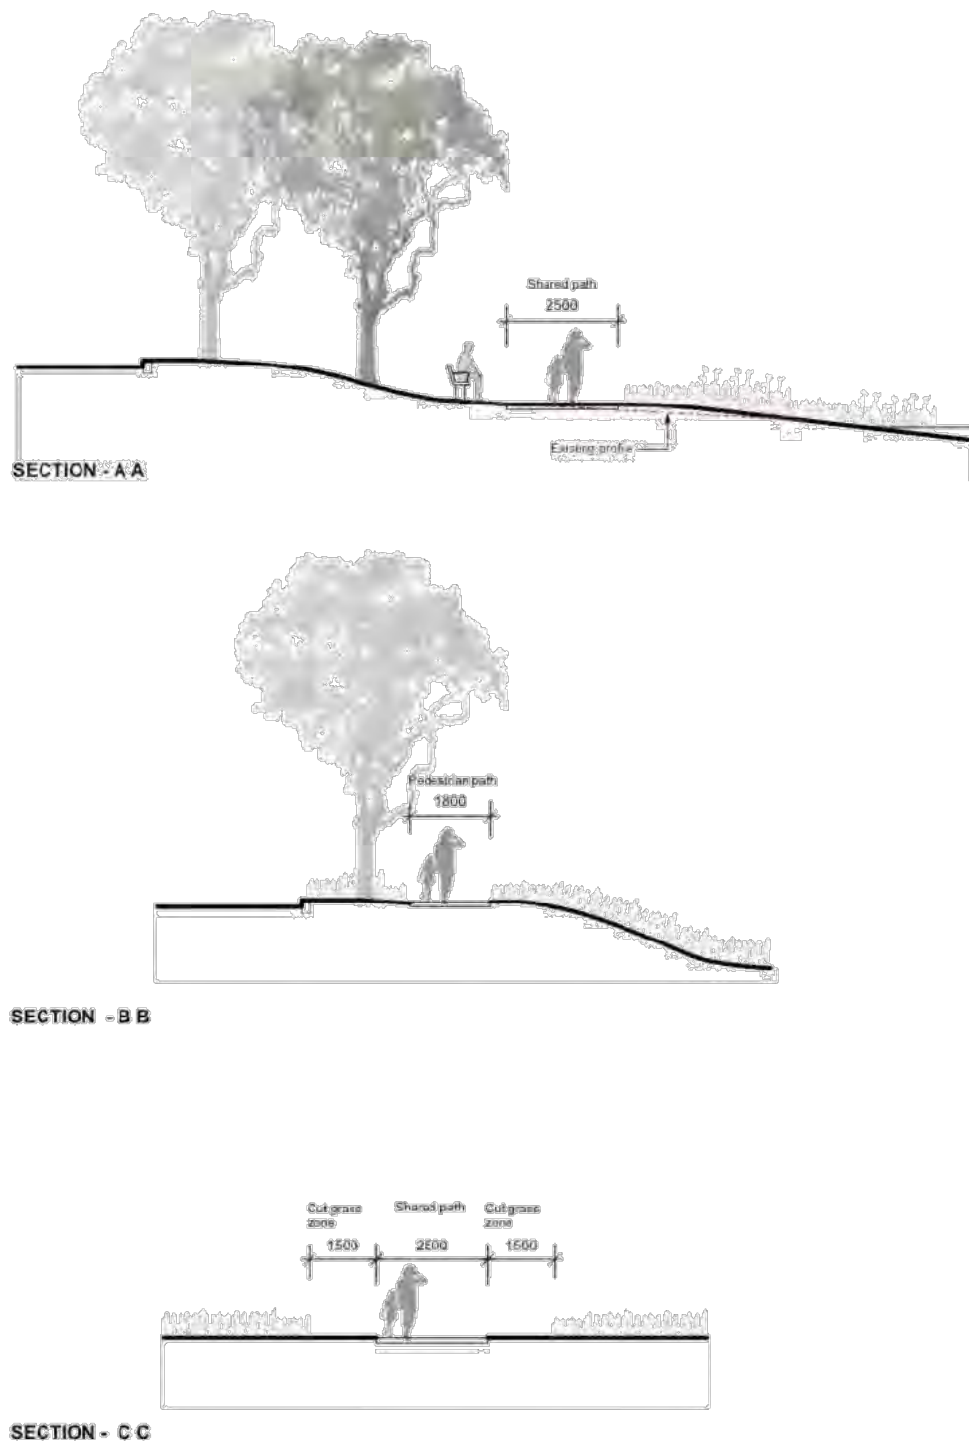 Shared path
2500
Existing profile
SECTION - A A
Pedestrian path
1800
SECTION - B B
Cut grass zone
Shared path
Cut grass zone
1500
2500
1500
SECTION - C C